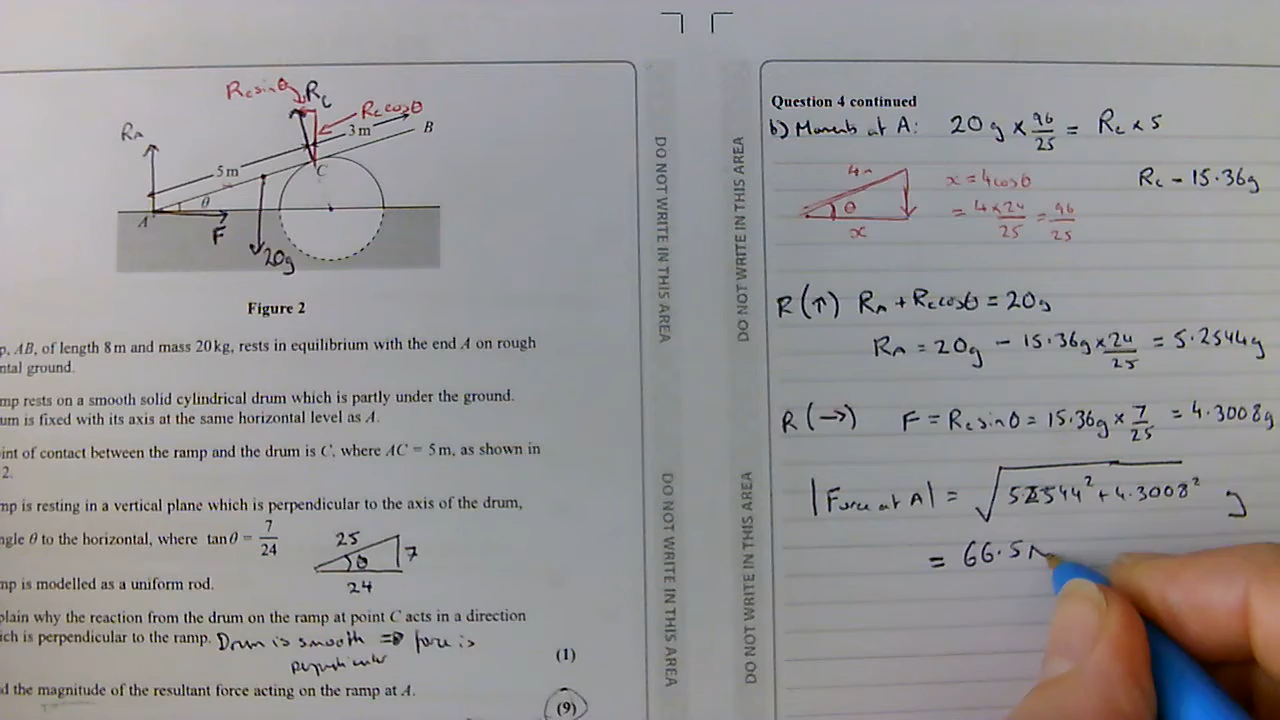 Rcsinθ Rc
Rccosθ
RA
3 m
B
5 m
C
θ
A
F
20g
Figure 2
p, AB, of length 8 m and mass 20 kg, rests in equilibrium with the end A on rough
ntal ground.
mp rests on a smooth solid cylindrical drum which is partly under the ground.
um is fixed with its axis at the same horizontal level as A.
int of contact between the ramp and the drum is C, where AC = 5 m, as shown in
2.
mp is resting in a vertical plane which is perpendicular to the axis of the drum,
ngle θ to the horizontal, where tan θ = 7/24
25
θ 7
24
mp is modelled as a uniform rod.
plain why the reaction from the drum on the ramp at point C acts in a direction
ich is perpendicular to the ramp. Drum is smooth => force is
perpendicular
(1)
d the magnitude of the resultant force acting on the ramp at A.
(9)
DO NOT WRITE IN THIS AREA
DO NOT WRITE IN THIS AREA
DO NOT WRITE IN THIS AREA
DO NOT WRITE IN THIS AREA
Question 4 continued
b) Moments at A: 20g × 96/25 = Rc × 5
4m
θ
x
x = 4cosθ
= 4×24/25 = 96/25
Rc = 15.36g
R(↑) RA + Rccosθ = 20g
RA = 20g - 15.36g × 24/25 = 5.2544g
R(→) F = Rc sinθ = 15.36g × 7/25 = 4.3008g
|Force at A| = √5.2544² + 4.3008² g
= 66.5N